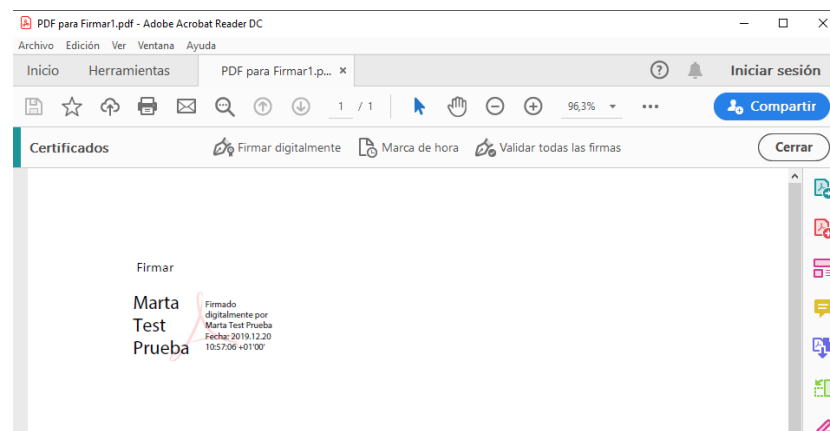 PDF para Firmar1.pdf - Adobe Acrobat Reader DC
Archivo Edición Ver Ventana Ayuda
Inicio Herramientas PDF para Firmar1.p... × Iniciar sesión
1 / 1 96,3% Compartir
Certificados Firmar digitalmente Marca de hora Validar todas las firmas Cerrar
Firmar
Marta
Test
Prueba
Firmado
digitalmente por
Marta Test Prueba
Fecha: 2019.12.20
10:57:06 +01'00'